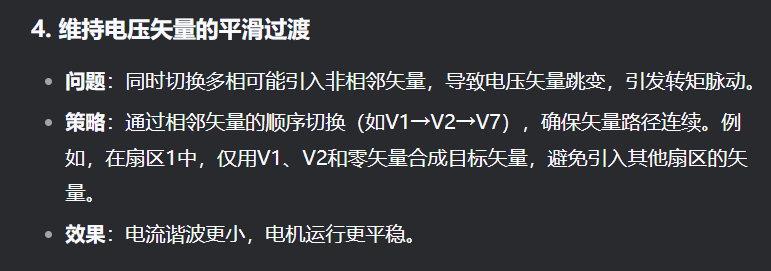 4. 维持电压矢量的平滑过渡
问题：同时切换多相可能引入非相邻矢量，导致电压矢量跳变，引发转矩脉动。
策略：通过相邻矢量的顺序切换（如V1→V2→V7），确保矢量路径连续。例
如，在扇区1中，仅用V1、V2和零矢量合成目标矢量，避免引入其他扇区的矢
量。
效果：电流谐波更小，电机运行更平稳。